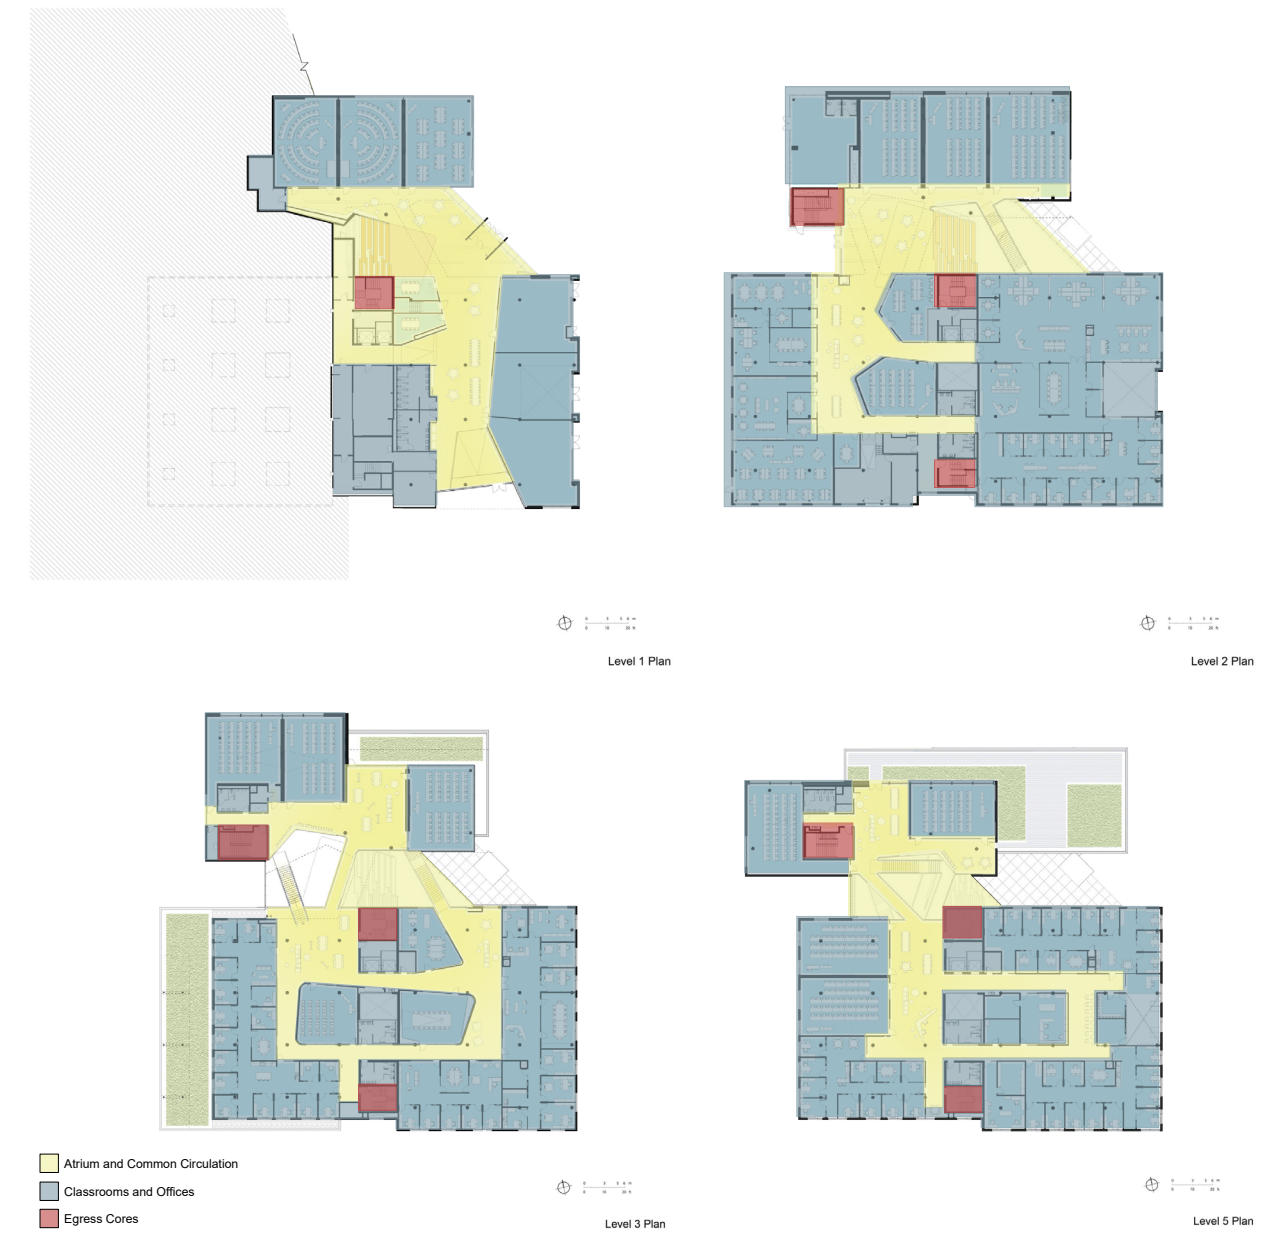 Level 1 Plan
Level 2 Plan
Atrium and Common Circulation
Classrooms and Offices
Egress Cores
Level 3 Plan
Level 5 Plan